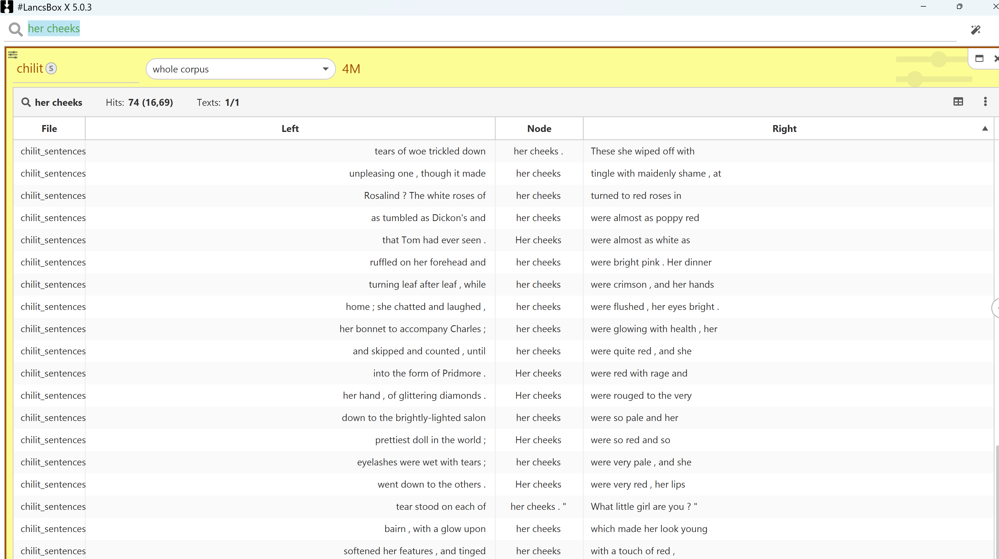 #LancsBox X 5.0.3
her cheeks
chilit S whole corpus 4M
her cheeks Hits: 74 (16,69) Texts: 1/1
File Left Node Right
chilit_sentences tears of woe trickled down her cheeks . These she wiped off with
chilit_sentences unpleasing one , though it made her cheeks tingle with maidenly shame , at
chilit_sentences Rosalind ? The white roses of her cheeks turned to red roses in
chilit_sentences as tumbled as Dickon's and her cheeks were almost as poppy red
chilit_sentences that Tom had ever seen . Her cheeks were almost as white as
chilit_sentences ruffled on her forehead and her cheeks were bright pink . Her dinner
chilit_sentences turning leaf after leaf , while her cheeks were crimson , and her hands
chilit_sentences home ; she chatted and laughed , her cheeks were flushed , her eyes bright .
chilit_sentences her bonnet to accompany Charles ; her cheeks were glowing with health , her
chilit_sentences and skipped and counted , until her cheeks were quite red , and she
chilit_sentences into the form of Pridmore . Her cheeks were red with rage and
chilit_sentences her hand , of glittering diamonds . Her cheeks were rouged to the very
chilit_sentences down to the brightly-lighted salon her cheeks were so pale and her
chilit_sentences prettiest doll in the world ; Her cheeks were so red and so
chilit_sentences eyelashes were wet with tears ; her cheeks were very pale , and she
chilit_sentences went down to the others . Her cheeks were very red , her lips
chilit_sentences tear stood on each of her cheeks . " What little girl are you ? "
chilit_sentences bairn , with a glow upon her cheeks which made her look young
chilit_sentences softened her features , and tinged her cheeks with a touch of red ,